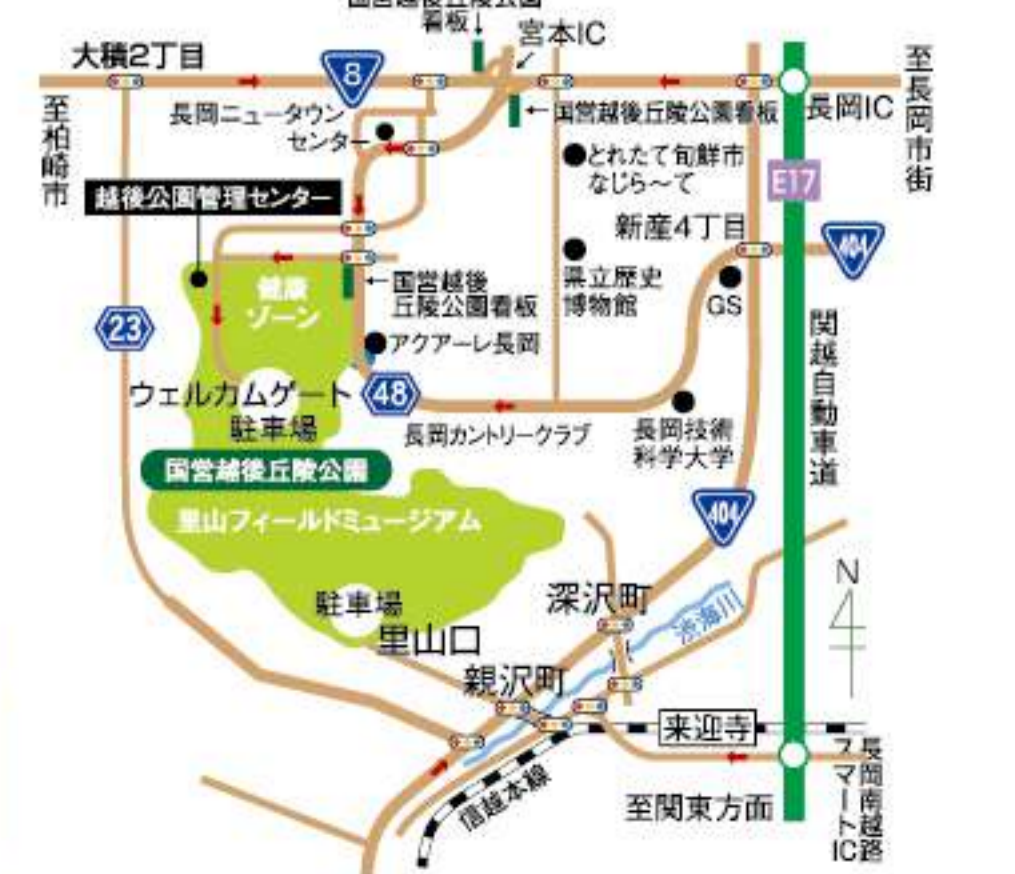 国営越後丘陵公園
看板
宮本IC
大積2丁目
8
至柏崎市
長岡ニュータウン
センター
国営越後丘陵公園看板
長岡IC
至長岡市街
とれたて旬鮮市
なじら～て
E17
越後公園管理センター
新産4丁目
404
県立歴史
博物館
GS
健康
ゾーン
国営越後
丘陵公園看板
23
アクアーレ長岡
関越自動車道
ウェルカムゲート
48
駐車場
長岡カントリークラブ
長岡技術
科学大学
国営越後丘陵公園
里山フィールドミュージアム
404
N
駐車場
深沢町
渋海川
里山口
親沢町
来迎寺
信越本線
至関東方面
長岡南越路
スマートIC